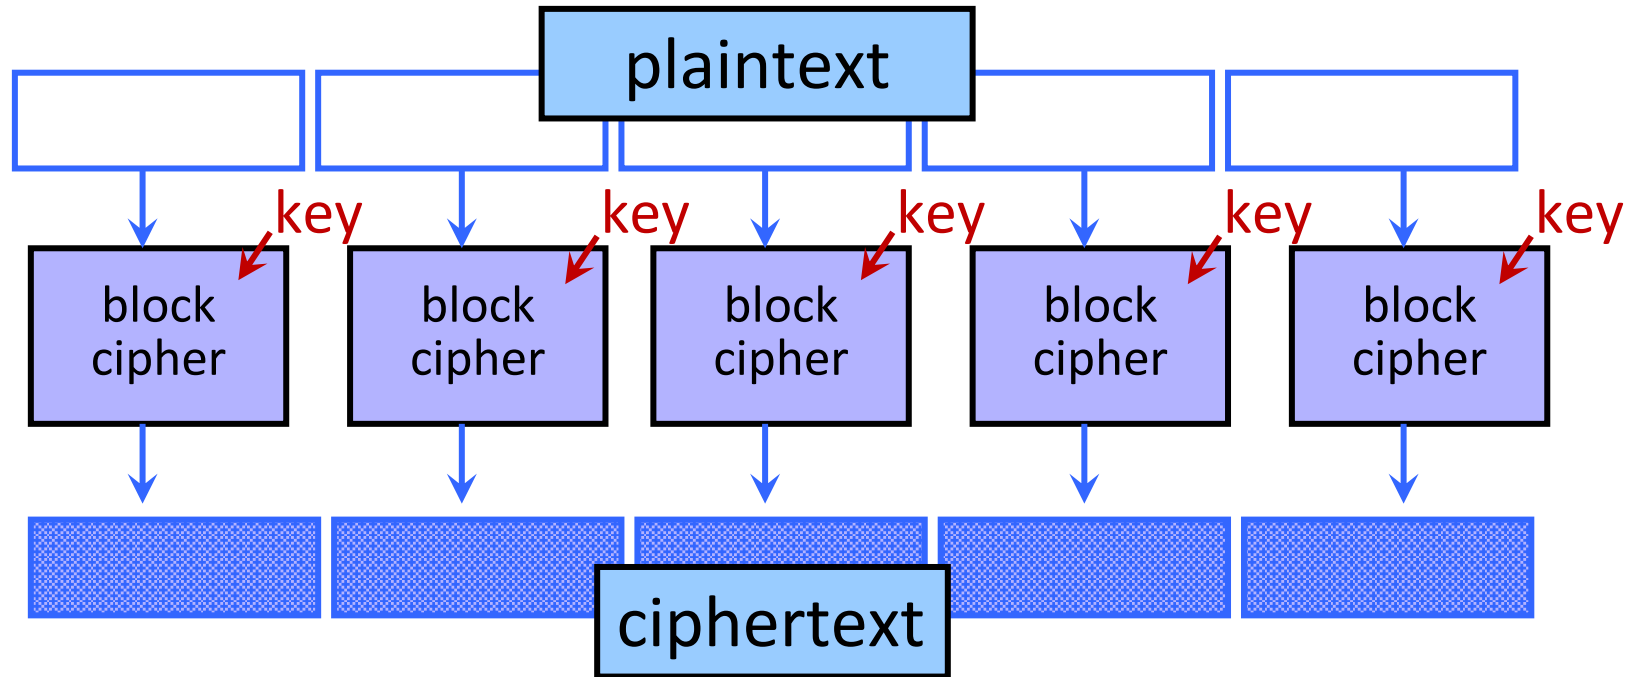 plaintext
key
key
key
key
key
block
cipher
block
cipher
block
cipher
block
cipher
block
cipher
ciphertext